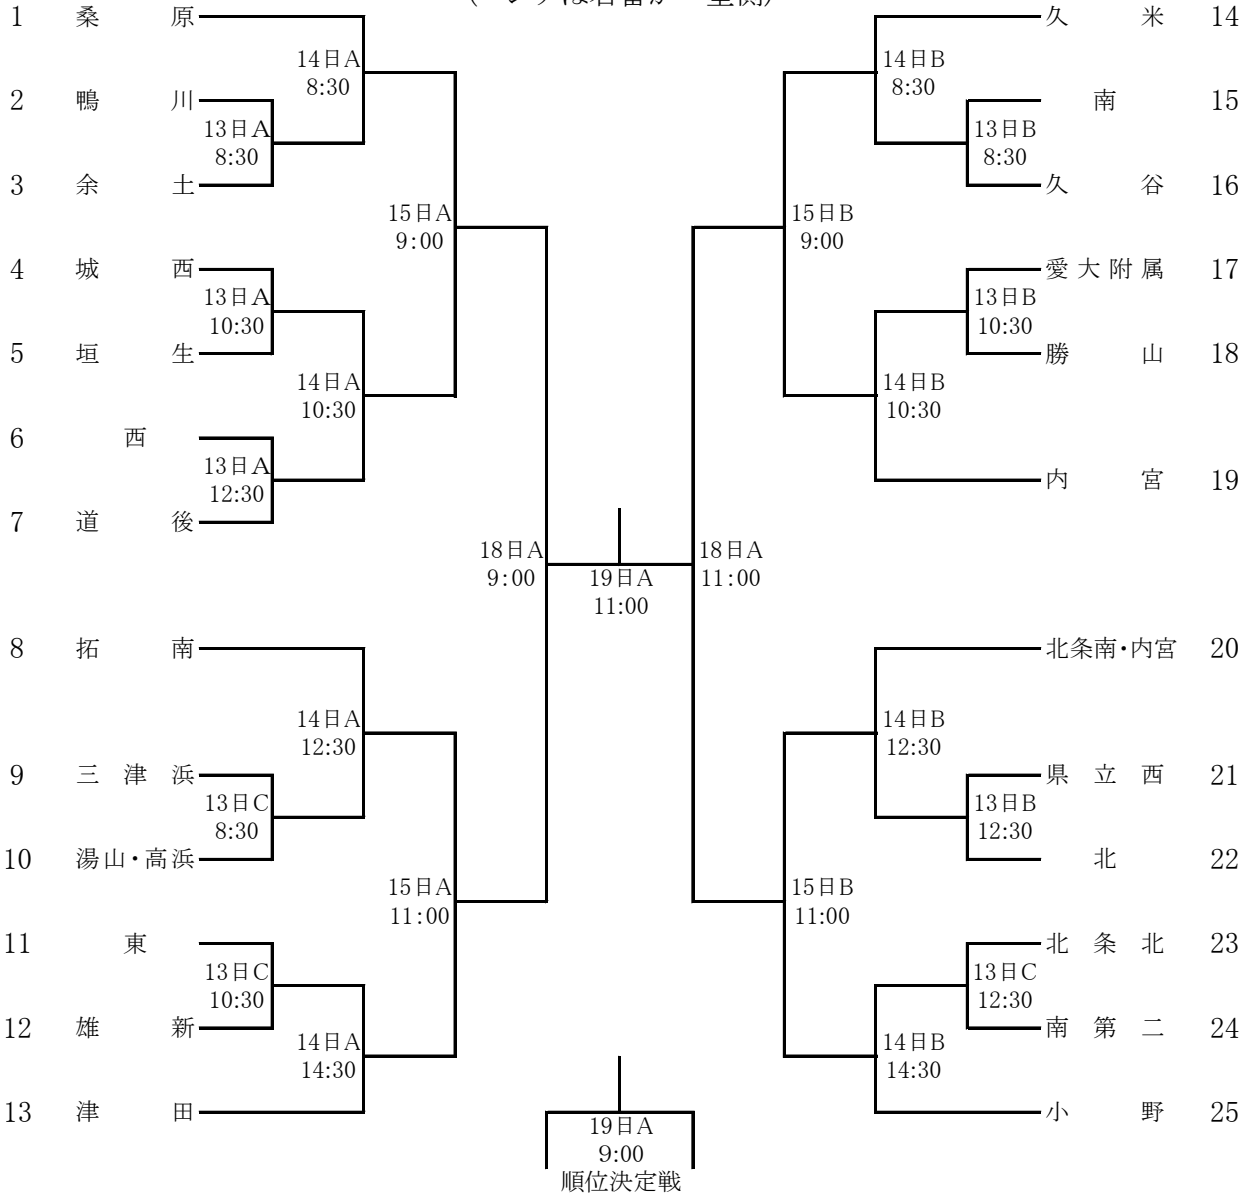 1 桑原
14日A
8:30
2 鴨川
13日A
8:30
3 余土
15日A
9:00
4 城西
13日A
10:30
5 垣生
14日A
10:30
6 西
13日A
12:30
7 道後
18日A
9:00
8 拓南
14日A
12:30
9 三津浜
13日C
8:30
10 湯山・高浜
15日A
11:00
11 東
13日C
10:30
12 雄新
14日A
14:30
13 津田
19日A
11:00
19日A
9:00
順位決定戦
久米 14
14日B
8:30
南 15
13日B
8:30
久谷 16
15日B
9:00
愛大附属 17
13日B
10:30
勝山 18
14日B
10:30
内宮 19
18日A
11:00
北条南・内宮 20
14日B
12:30
県立西 21
13日B
12:30
北 22
15日B
11:00
北条北 23
13日C
12:30
南第二 24
14日B
14:30
小野 25